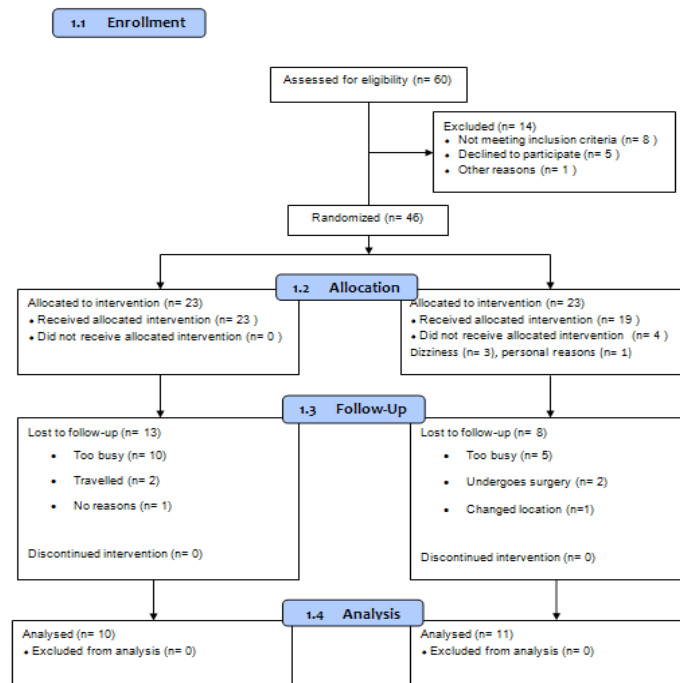 1.1 Enrollment
Assessed for eligibility (n= 60)
Excluded (n= 14)
⬥ Not meeting inclusion criteria (n= 8 )
⬥ Declined to participate (n= 5 )
⬥ Other reasons (n= 1 )
Randomized (n= 46)
1.2 Allocation
Allocated to intervention (n= 23)
⬥ Received allocated intervention (n= 23 )
⬥ Did not receive allocated intervention (n= 0 )
Allocated to intervention (n= 23)
⬥ Received allocated intervention (n= 19 )
⬥ Did not receive allocated intervention (n= 4 )
Dizziness (n= 3), personal reasons (n= 1)
1.3 Follow-Up
Lost to follow-up (n= 13)
• Too busy (n= 10)
• Travelled (n= 2)
• No reasons (n= 1)
Discontinued intervention (n= 0)
Lost to follow-up (n= 8)
• Too busy (n= 5)
• Undergoes surgery (n= 2)
• Changed location (n=1)
Discontinued intervention (n= 0)
1.4 Analysis
Analysed (n= 10)
⬥ Excluded from analysis (n= 0)
Analysed (n= 11)
⬥ Excluded from analysis (n= 0)